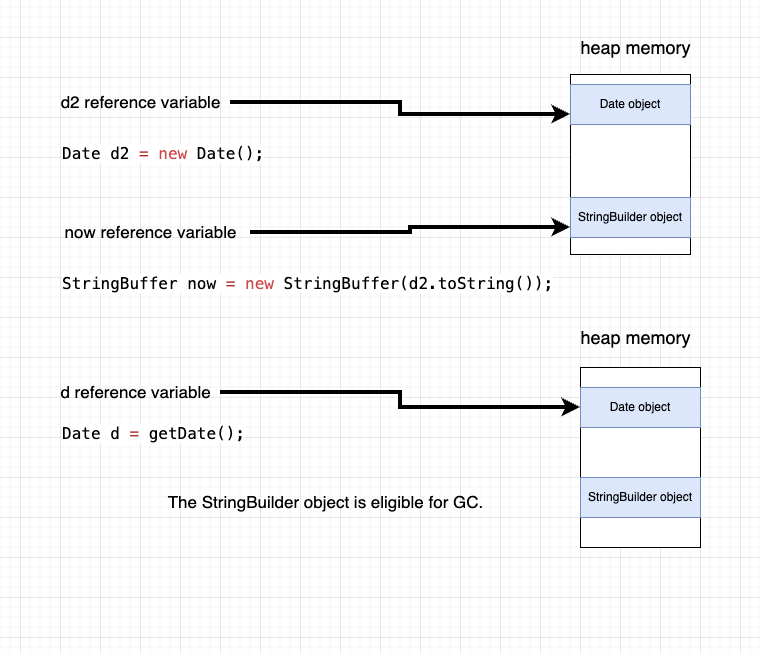 heap memory
d2 reference variable
Date object
Date d2 = new Date();
now reference variable
StringBuilder object
StringBuffer now = new StringBuffer(d2.toString());
heap memory
d reference variable
Date object
Date d = getDate();
StringBuilder object
The StringBuilder object is eligible for GC.